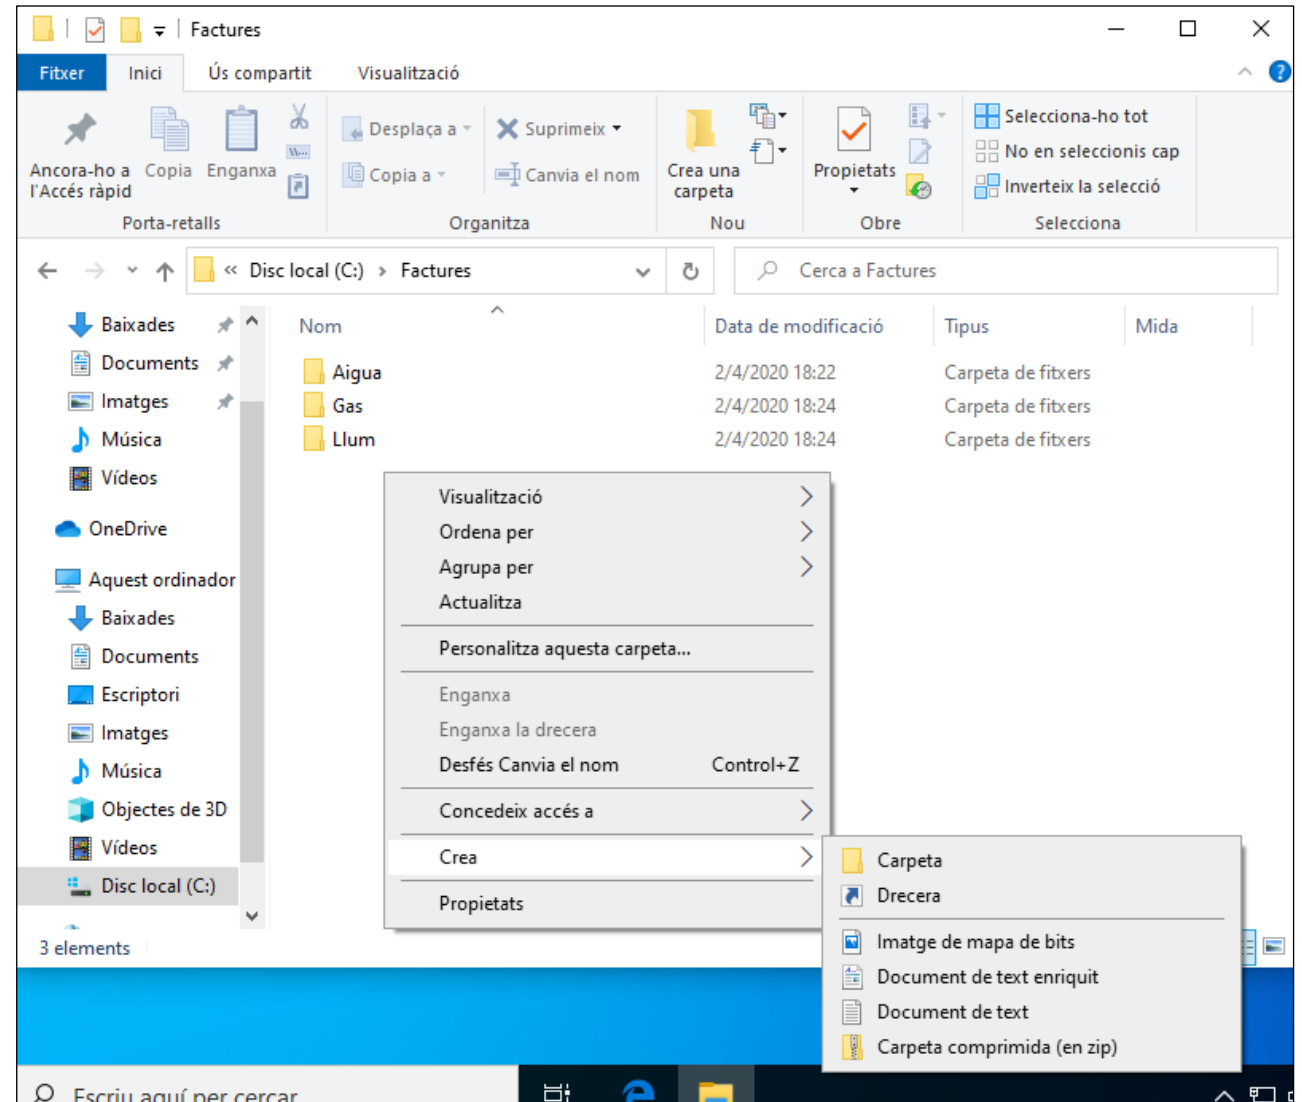 Factures
Fitxer Inici Ús compartit Visualització
Ancora-ho a l'Accés ràpid
Copia
Enganxa
Porta-retalls
Desplaça a
Copia a
Suprimeix
Canvia el nom
Organitza
Crea una carpeta
Nou
Propietats
Obre
Selecciona-ho tot
No en seleccionis cap
Inverteix la selecció
Selecciona
« Disc local (C:) › Factures
Cerca a Factures
Baixades
Documents
Imatges
Música
Vídeos
OneDrive
Aquest ordinador
Baixades
Documents
Escriptori
Imatges
Música
Objectes de 3D
Vídeos
Disc local (C:)
Nom Data de modificació Tipus Mida
Aigua 2/4/2020 18:22 Carpeta de fitxers
Gas 2/4/2020 18:24 Carpeta de fitxers
Llum 2/4/2020 18:24 Carpeta de fitxers
Visualització
Ordena per
Agrupa per
Actualitza
Personalitza aquesta carpeta...
Enganxa
Enganxa la drecera
Desfés Canvia el nom Control+Z
Concedeix accés a
Crea
Propietats
Carpeta
Drecera
Imatge de mapa de bits
Document de text enriquit
Document de text
Carpeta comprimida (en zip)
3 elements
Escriu aquí per cercar